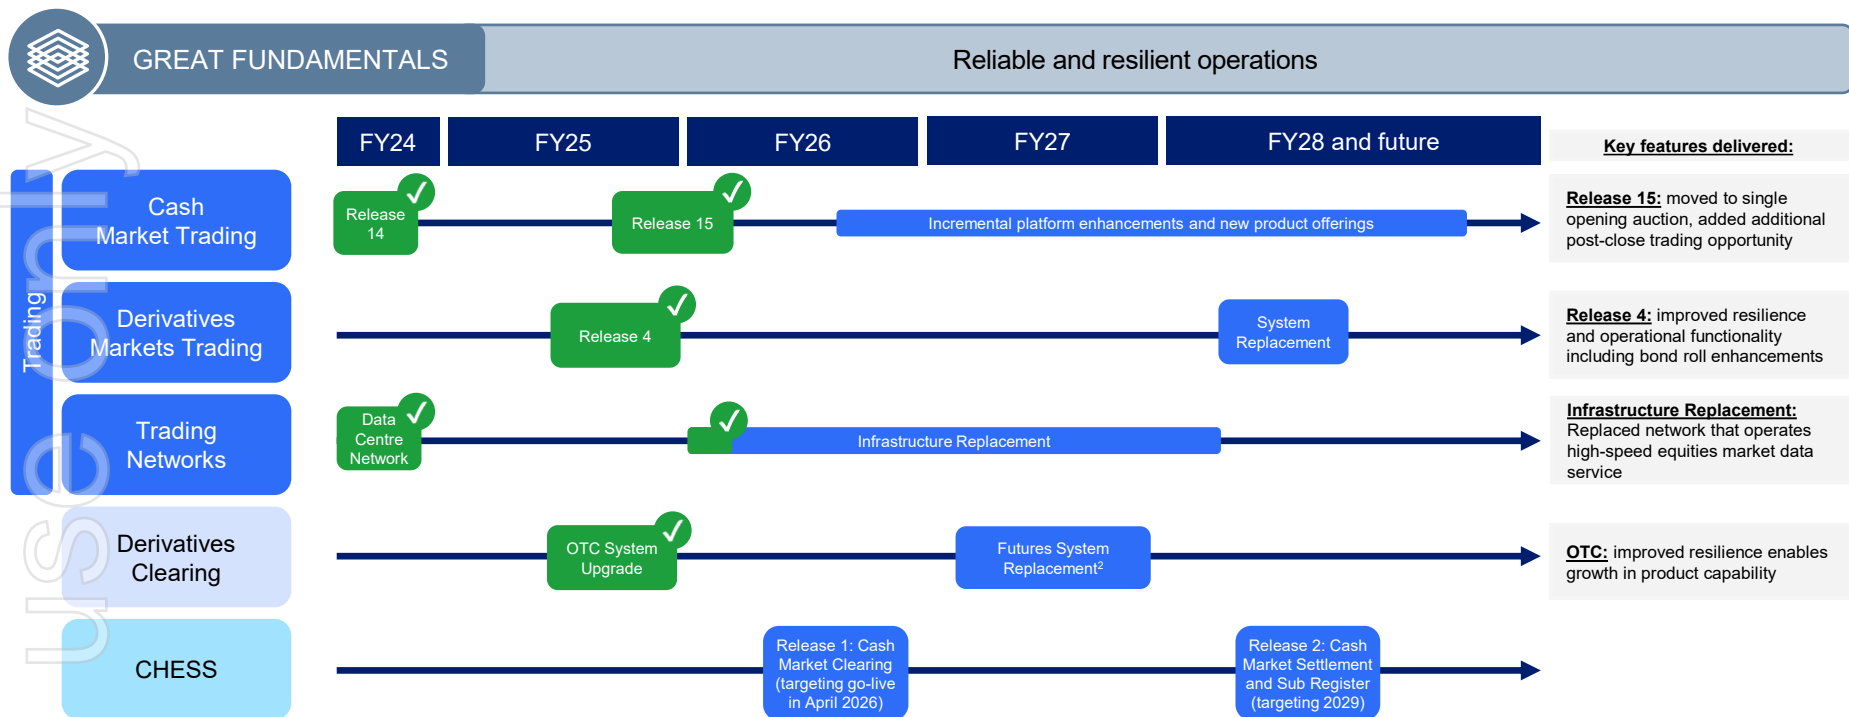 GREAT FUNDAMENTALS
Reliable and resilient operations
FY24
FY25
FY26
FY27
FY28 and future
Key features delivered:
Trading
Cash
Market Trading
Release
14
Release 15
Incremental platform enhancements and new product offerings
Release 15: moved to single
opening auction, added additional
post-close trading opportunity
Derivatives
Markets Trading
Release 4
System
Replacement
Release 4: improved resilience
and operational functionality
including bond roll enhancements
Trading
Networks
Data
Centre
Network
Infrastructure Replacement
Infrastructure Replacement:
Replaced network that operates
high-speed equities market data
service
Derivatives
Clearing
OTC System
Upgrade
Futures System
Replacement²
OTC: improved resilience enables
growth in product capability
CHESS
Release 1: Cash
Market Clearing
(targeting go-live
in April 2026)
Release 2: Cash
Market Settlement
and Sub Register
(targeting 2029)
use only